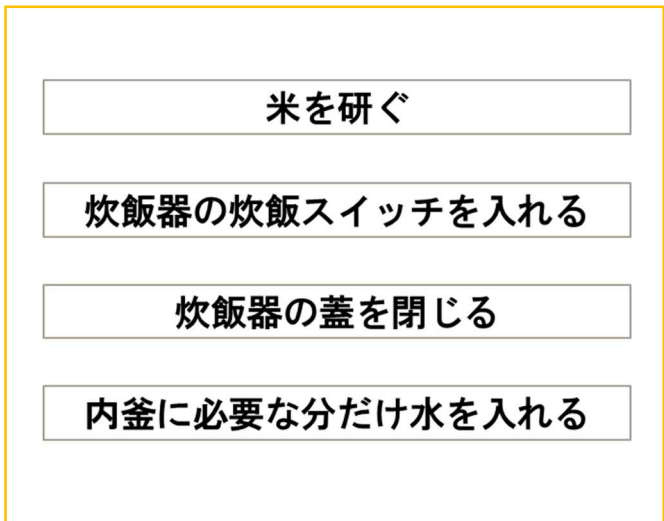 米を研ぐ
炊飯器の炊飯スイッチを入れる
炊飯器の蓋を閉じる
内釜に必要な分だけ水を入れる